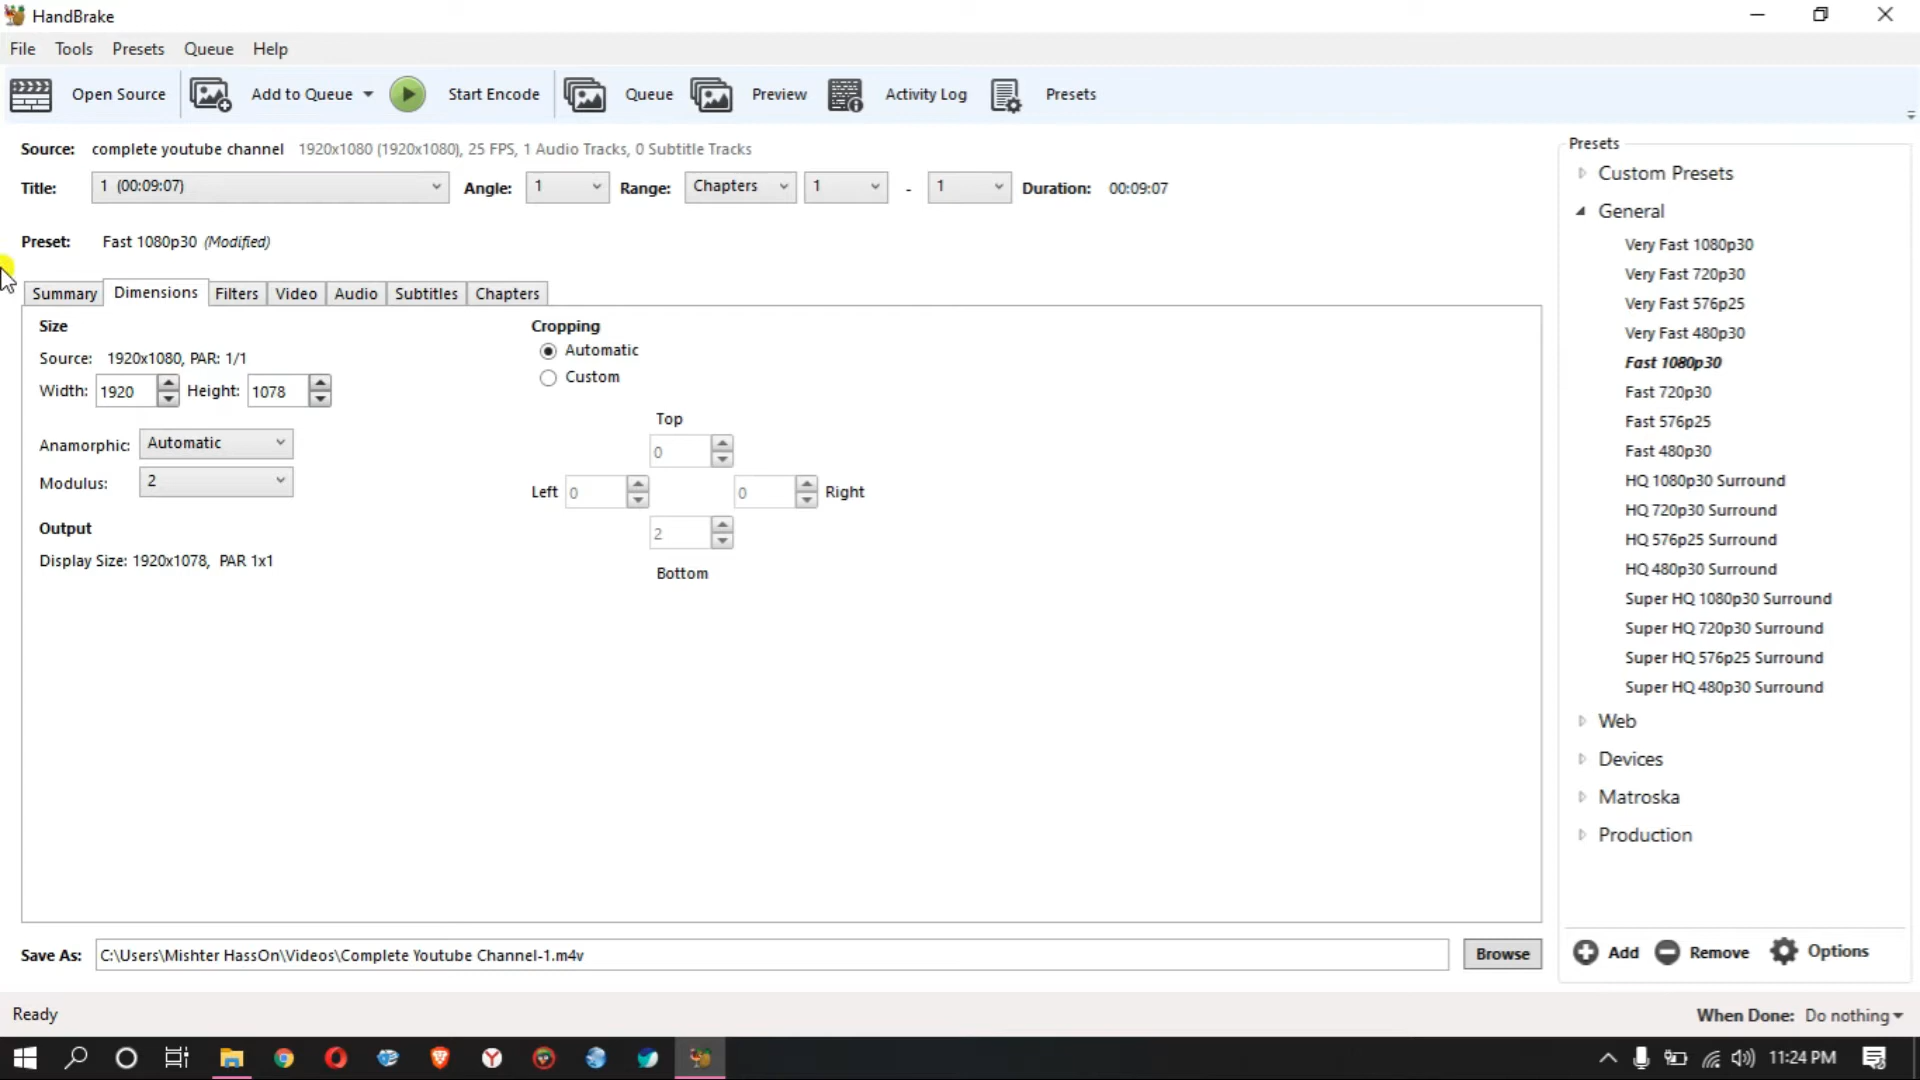 HandBrake
File Tools Presets Queue Help
Open Source Add to Queue Start Encode Queue Preview Activity Log Presets
Source: complete youtube channel 1920x1080 (1920x1080), 25 FPS, 1 Audio Tracks, 0 Subtitle Tracks
Title: 1 (00:09:07) Angle: 1 Range: Chapters 1 - 1 Duration: 00:09:07
Preset: Fast 1080p30 (Modified)
Summary Dimensions Filters Video Audio Subtitles Chapters
Size
Source: 1920x1080, PAR: 1/1
Width: 1920 Height: 1078
Anamorphic: Automatic
Modulus: 2
Output
Display Size: 1920x1078, PAR 1x1
Cropping
Automatic
Custom
Top
0
Left 0 0 Right
2
Bottom
Presets
Custom Presets
General
Very Fast 1080p30
Very Fast 720p30
Very Fast 576p25
Very Fast 480p30
Fast 1080p30
Fast 720p30
Fast 576p25
Fast 480p30
HQ 1080p30 Surround
HQ 720p30 Surround
HQ 576p25 Surround
HQ 480p30 Surround
Super HQ 1080p30 Surround
Super HQ 720p30 Surround
Super HQ 576p25 Surround
Super HQ 480p30 Surround
Web
Devices
Matroska
Production
Add Remove Options
Save As: C:\Users\Mishter HassOn\Videos\Complete Youtube Channel-1.m4v Browse
Ready
When Done: Do nothing
11:24 PM